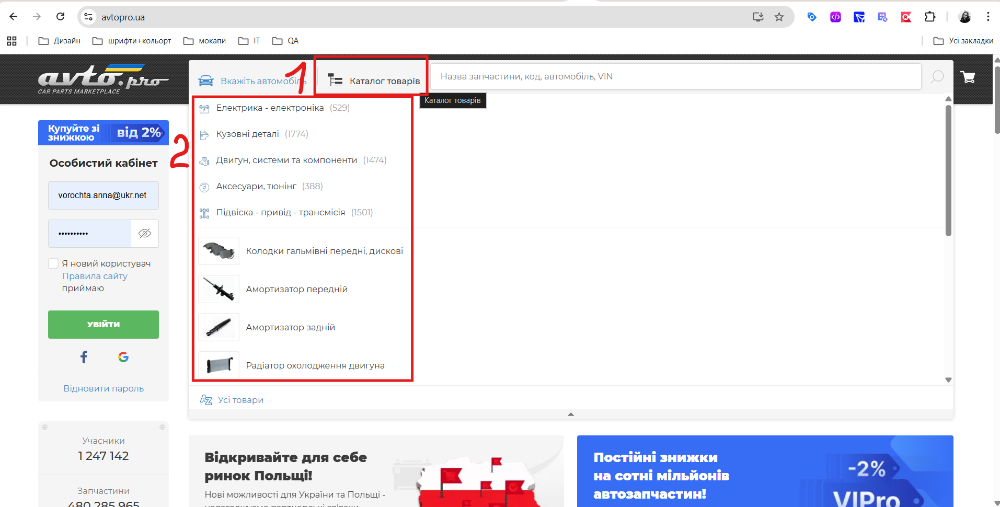 avtopro.ua
Дизайн
шрифти+кольорт
мокапи
IT
QA
Усі закладки
avto.pro
CAR PARTS MARKETPLACE
Вкажіть автомобіль
1
Каталог товарів
Назва запчастини, код, автомобіль, VIN
Каталог товарів
2
Електрика - електроніка (529)
Кузовні деталі (1774)
Двигун, системи та компоненти (1474)
Аксесуари, тюнінг (388)
Підвіска - привід - трансмісія (1501)
Колодки гальмівні передні, дискові
Амортизатор передній
Амортизатор задній
Радіатор охолодження двигуна
AZ Усі товари
Купуйте зі
знижкою
від 2%
Особистий кабінет
vorochta.anna@ukr.net
••••••••••
Я новий користувач
Правила сайту
приймаю
УВІЙТИ
Відновити пароль
Учасники
1 247 142
Запчастини
480 285 965
Відкривайте для себе
ринок Польщі!
Нові можливості для України та Польщі -
налагоджуємо партнерські зв'язки
Постійні знижки
на сотні мільйонів
автозапчастин!
-2%
VIPro